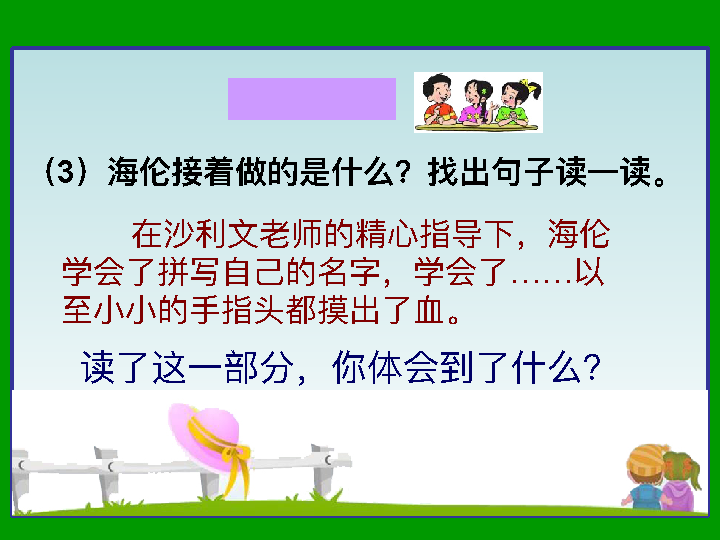 （3）海伦接着做的是什么？找出句子读一读。
在沙利文老师的精心指导下，海伦
学会了拼写自己的名字，学会了……以
至小小的手指头都摸出了血。
读了这一部分，你体会到了什么？